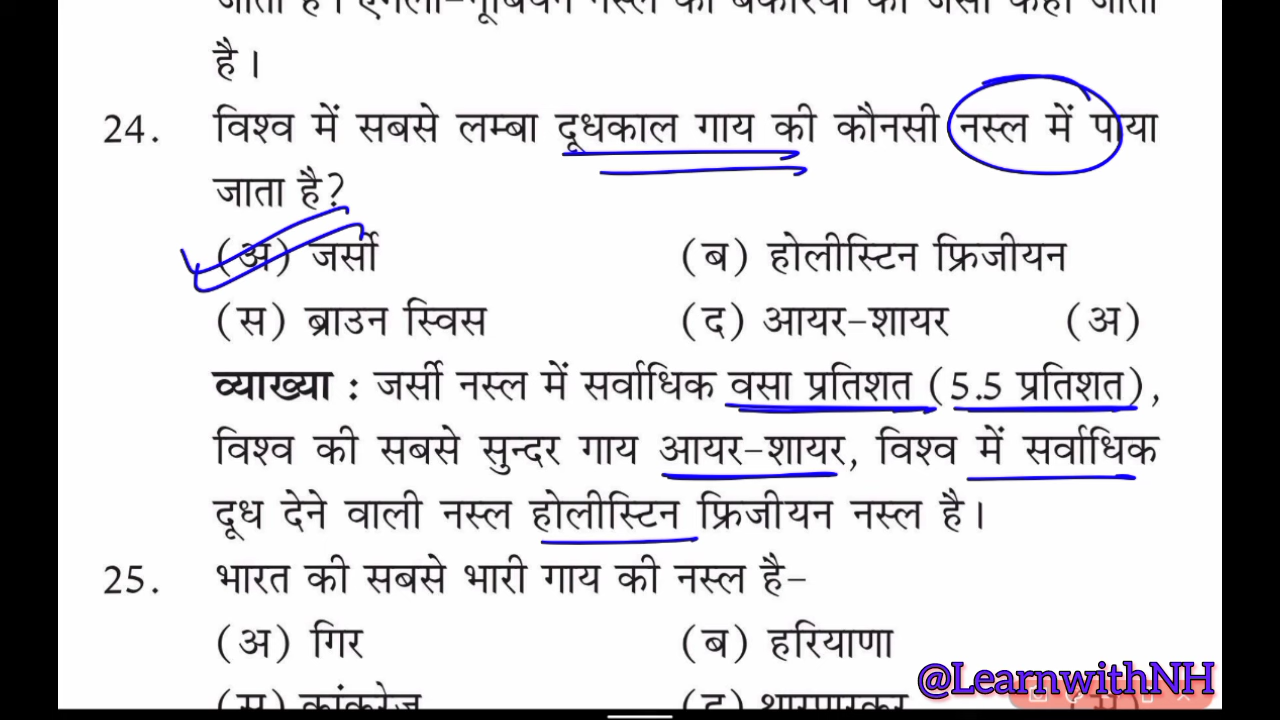 है।
24. विश्व में सबसे लम्बा दूधकाल गाय की कौनसी नस्ल में पाया
जाता है?
(अ) जर्सी (ब) होलीस्टिन फ्रिजीयन
(स) ब्राउन स्विस (द) आयर-शायर (अ)
व्याख्या : जर्सी नस्ल में सर्वाधिक वसा प्रतिशत (5.5 प्रतिशत),
विश्व की सबसे सुन्दर गाय आयर-शायर, विश्व में सर्वाधिक
दूध देने वाली नस्ल होलीस्टिन फ्रिजीयन नस्ल है।
25. भारत की सबसे भारी गाय की नस्ल है-
(अ) गिर (ब) हरियाणा
@LearnwithNH